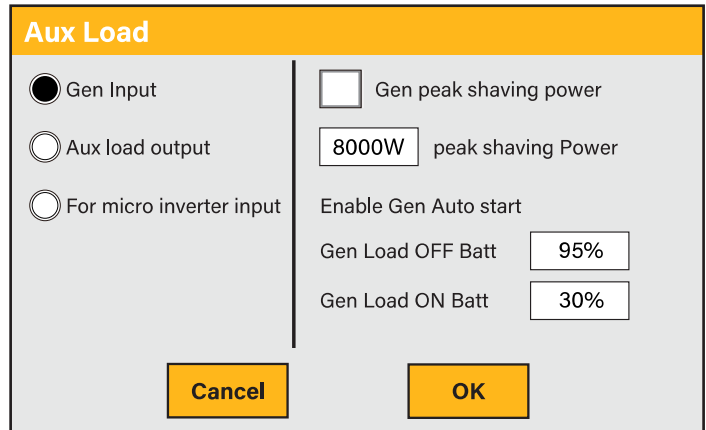 Aux Load
Gen Input
Aux load output
For micro inverter input
Gen peak shaving power
8000W peak shaving Power
Enable Gen Auto start
Gen Load OFF Batt 95%
Gen Load ON Batt 30%
Cancel
OK